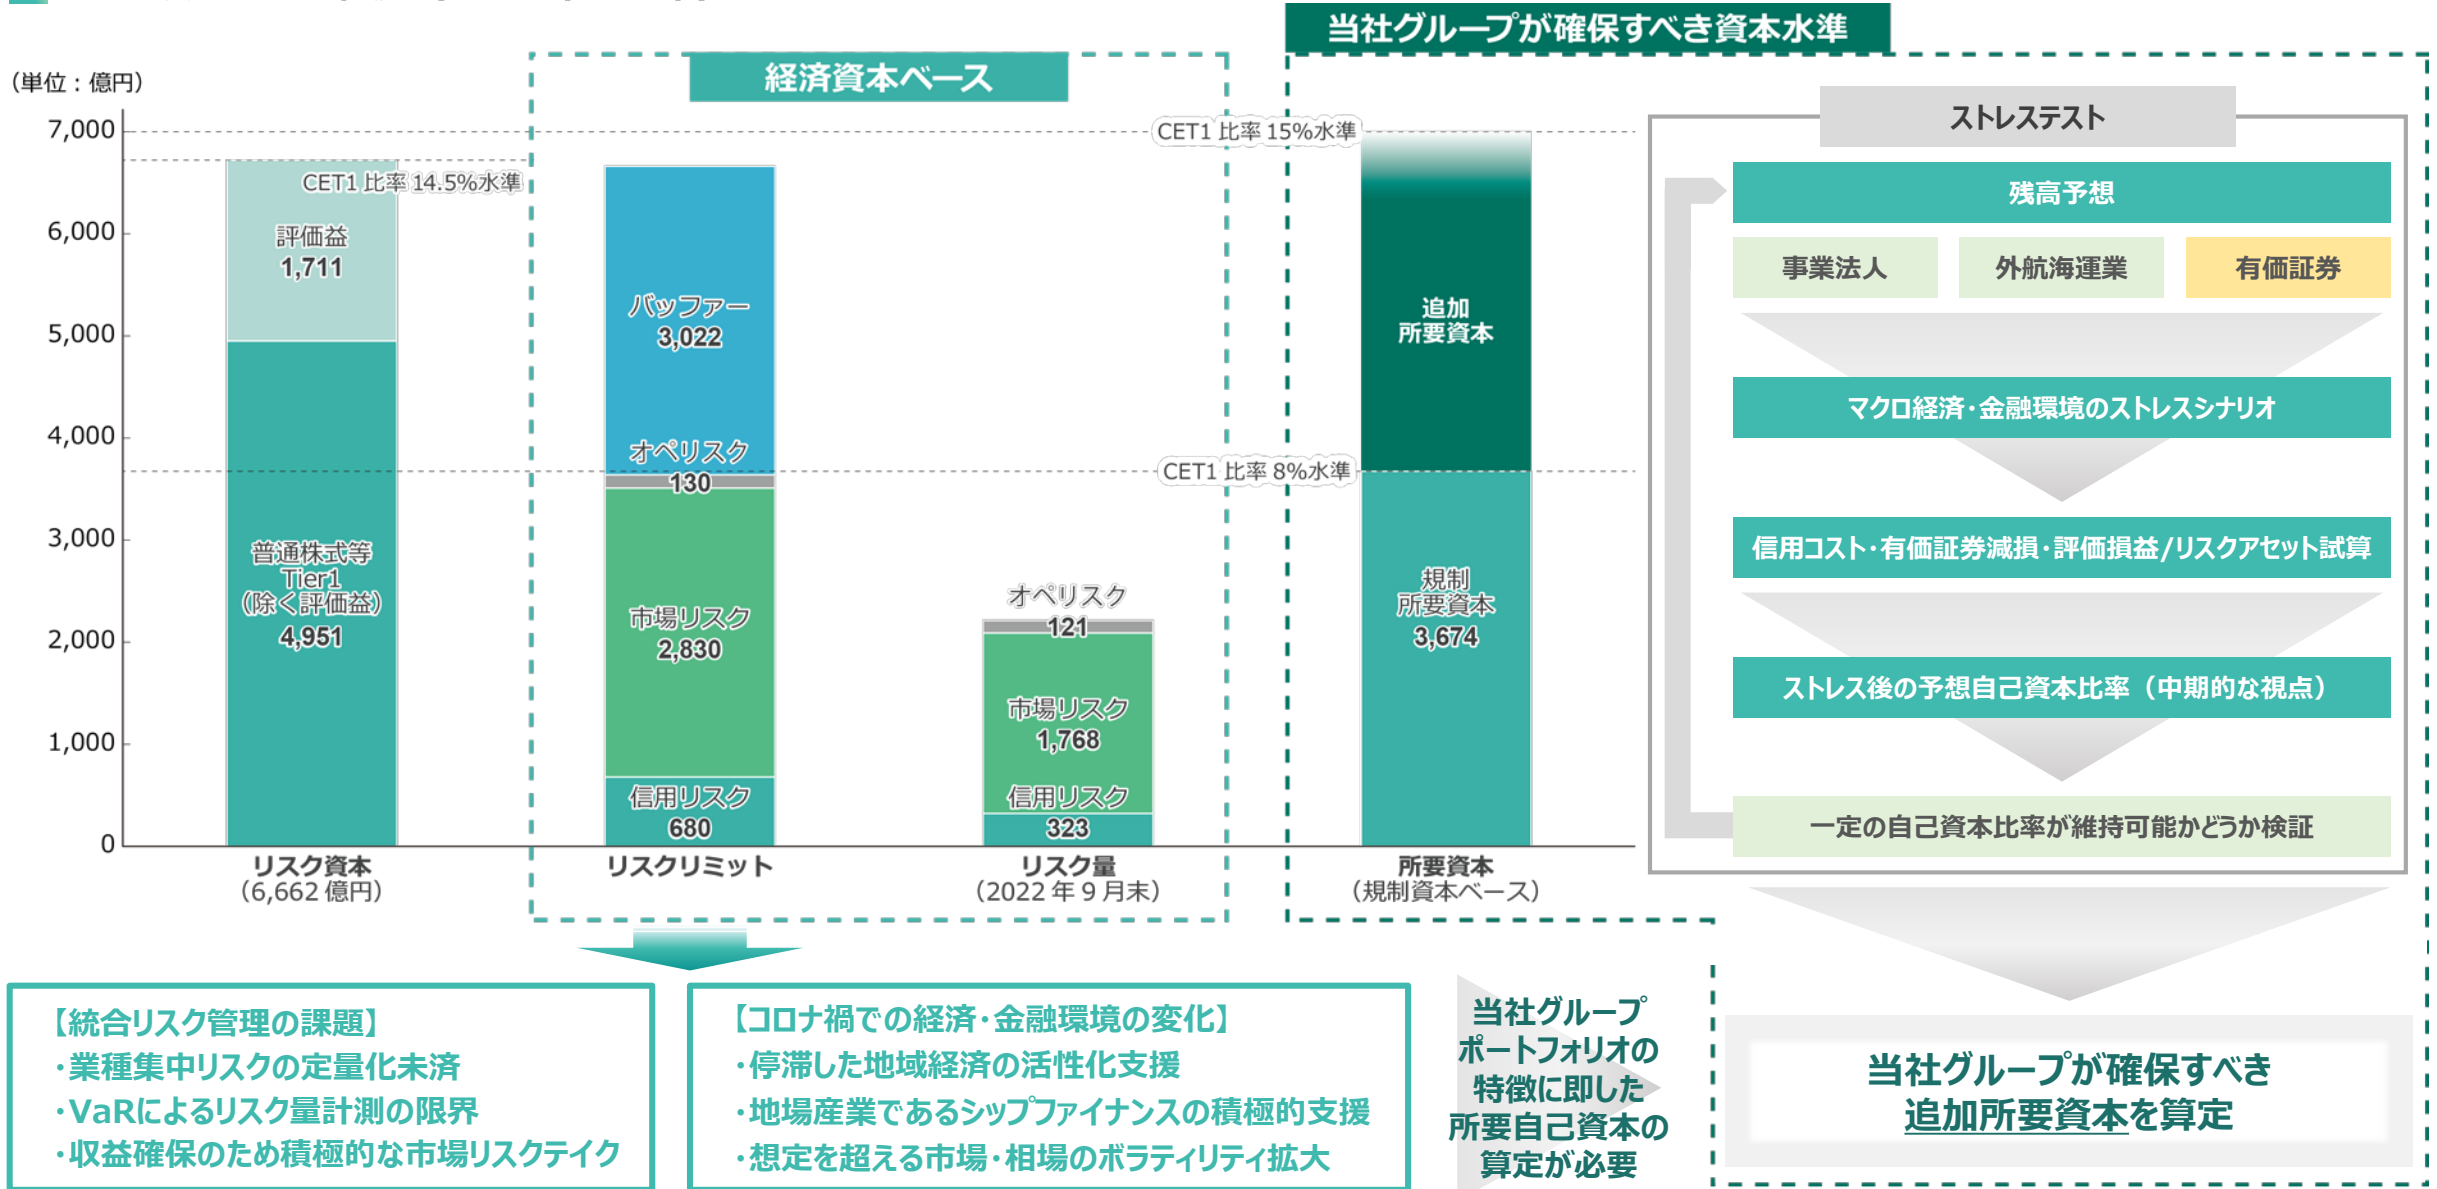 当社グループが確保すべき資本水準
(単位：億円)
経済資本ベース
7,000
6,000
5,000
4,000
3,000
2,000
1,000
0
CET1 比率 14.5%水準
評価益
1,711
普通株式等
Tier1
(除く評価益)
4,951
リスク資本
(6,662 億円)
バッファー
3,022
オペリスク
130
市場リスク
2,830
信用リスク
680
リスクリミット
オペリスク
121
市場リスク
1,768
信用リスク
323
リスク量
(2022 年 9 月末)
CET1 比率 15%水準
追加
所要資本
CET1 比率 8%水準
規制
所要資本
3,674
所要資本
(規制資本ベース)
ストレステスト
残高予想
事業法人
外航海運業
有価証券
マクロ経済・金融環境のストレスシナリオ
信用コスト・有価証券減損・評価損益/リスクアセット試算
ストレス後の予想自己資本比率（中期的な視点）
一定の自己資本比率が維持可能かどうか検証
【統合リスク管理の課題】
・業種集中リスクの定量化未済
・VaRによるリスク量計測の限界
・収益確保のため積極的な市場リスクテイク
【コロナ禍での経済・金融環境の変化】
・停滞した地域経済の活性化支援
・地場産業であるシップファイナンスの積極的支援
・想定を超える市場・相場のボラティリティ拡大
当社グループ
ポートフォリオの
特徴に即した
所要自己資本の
算定が必要
当社グループが確保すべき
追加所要資本を算定